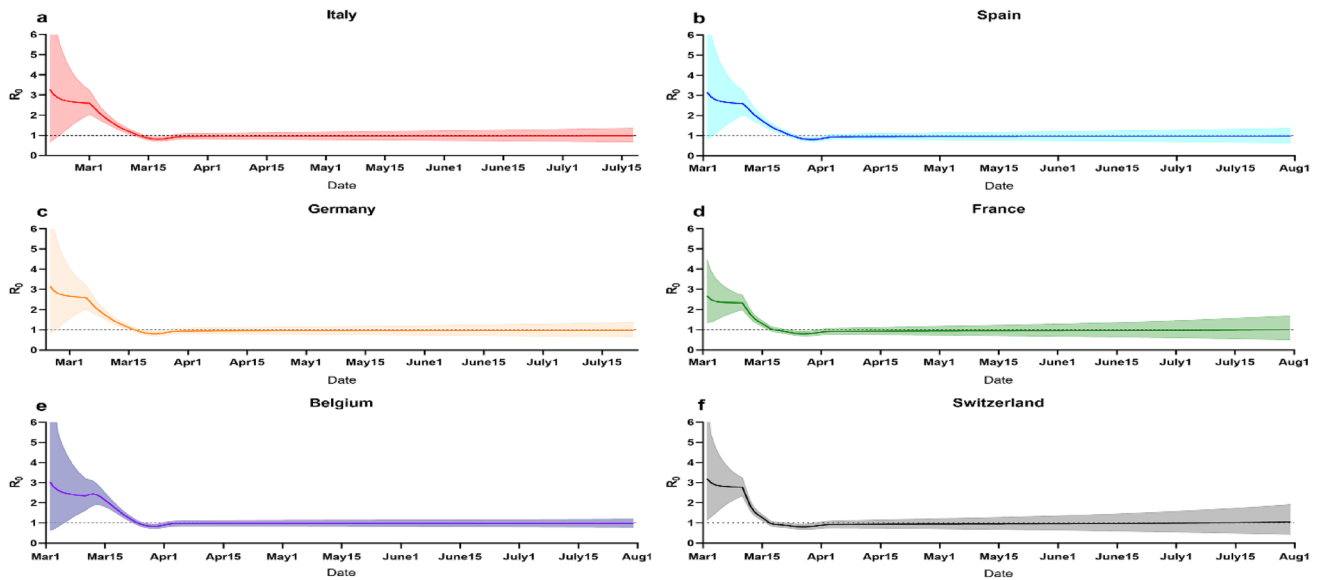 a Italy
6
5
4
3
2
1
0
R0
Mar1 Mar15 Apr1 Apr15 May1 May15 June1 June15 July1 July15
Date
b Spain
6
5
4
3
2
1
0
R0
Mar1 Mar15 Apr1 Apr15 May1 May15 June1 June15 July1 July15 Aug1
Date
c Germany
6
5
4
3
2
1
0
R0
Mar1 Mar15 Apr1 Apr15 May1 May15 June1 June15 July1 July15
Date
d France
6
5
4
3
2
1
0
R0
Mar1 Mar15 Apr1 Apr15 May1 May15 June1 June15 July1 July15 Aug1
Date
e Belgium
6
5
4
3
2
1
0
R0
Mar1 Mar15 Apr1 Apr15 May1 May15 June1 June15 July1 July15 Aug1
Date
f Switzerland
6
5
4
3
2
1
0
R0
Mar1 Mar15 Apr1 Apr15 May1 May15 June1 June15 July1 July15 Aug1
Date